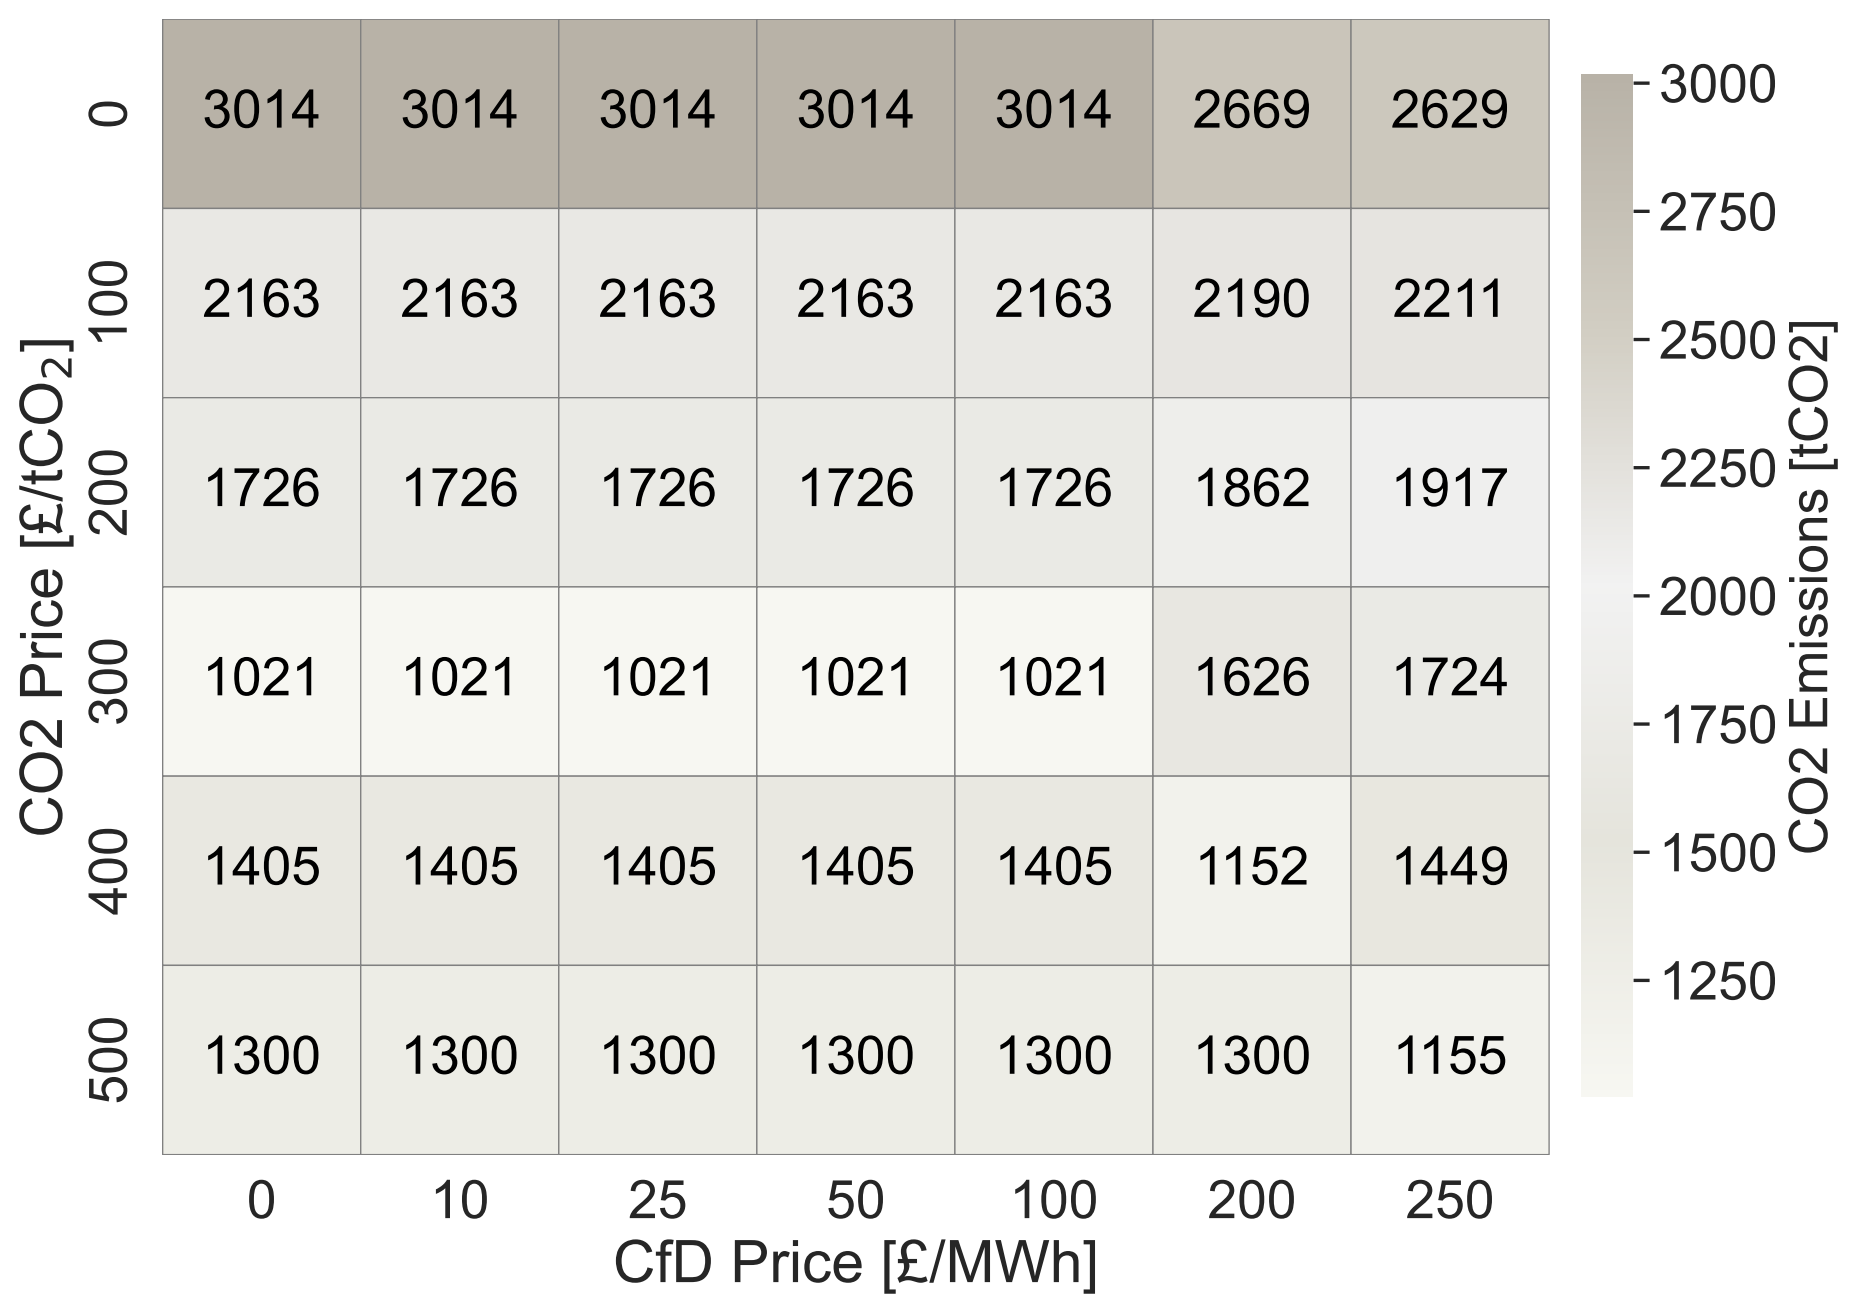 3014 3014 3014 3014 3014 2669 2629
2163 2163 2163 2163 2163 2190 2211
1726 1726 1726 1726 1726 1862 1917
1021 1021 1021 1021 1021 1626 1724
1405 1405 1405 1405 1405 1152 1449
1300 1300 1300 1300 1300 1300 1155
0
100
200
300
400
500
CO2 Price [£/tCO₂]
0 10 25 50 100 200 250
CfD Price [£/MWh]
3000
2750
2500
2250
2000
1750
1500
1250
CO2 Emissions [tCO2]